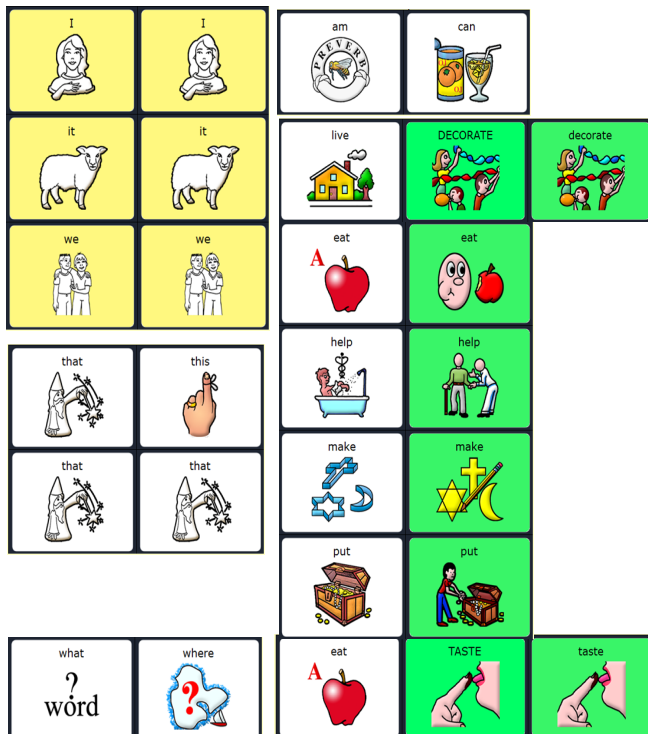 I I
it it
we we
that this
that that
what where
? word ?
am can
PREVERB O.J.
live DECORATE decorate
eat eat
A
help help
make make
put put
eat TASTE taste
A